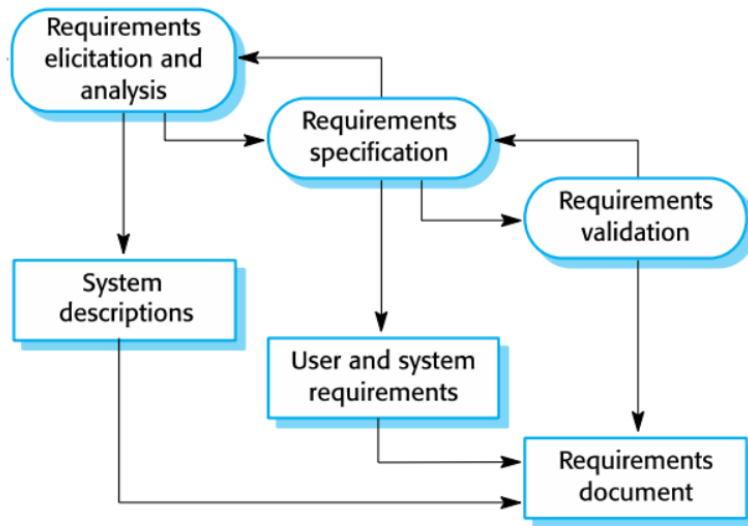 Requirements
elicitation and
analysis
Requirements
specification
Requirements
validation
System
descriptions
User and system
requirements
Requirements
document